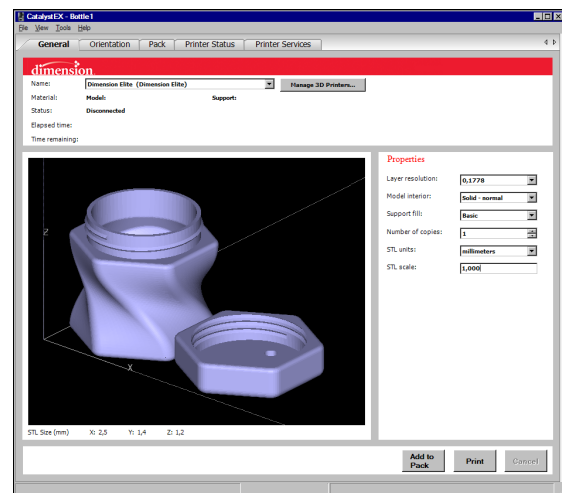 CatalystEX - Bottle1
File View Tools Help
General Orientation Pack Printer Status Printer Services
dimension
Name: Dimension Elite (Dimension Elite) Manage 3D Printers...
Material: Model: Support:
Status: Disconnected
Elapsed time:
Time remaining:
Properties
Layer resolution: 0,1778
Model interior: Solid - normal
Support fill: Basic
Number of copies: 1
STL units: millimeters
STL scale: 1,000
Z
X
STL Size (mm) X: 2,5 Y: 1,4 Z: 1,2
Add to
Pack
Print
Cancel